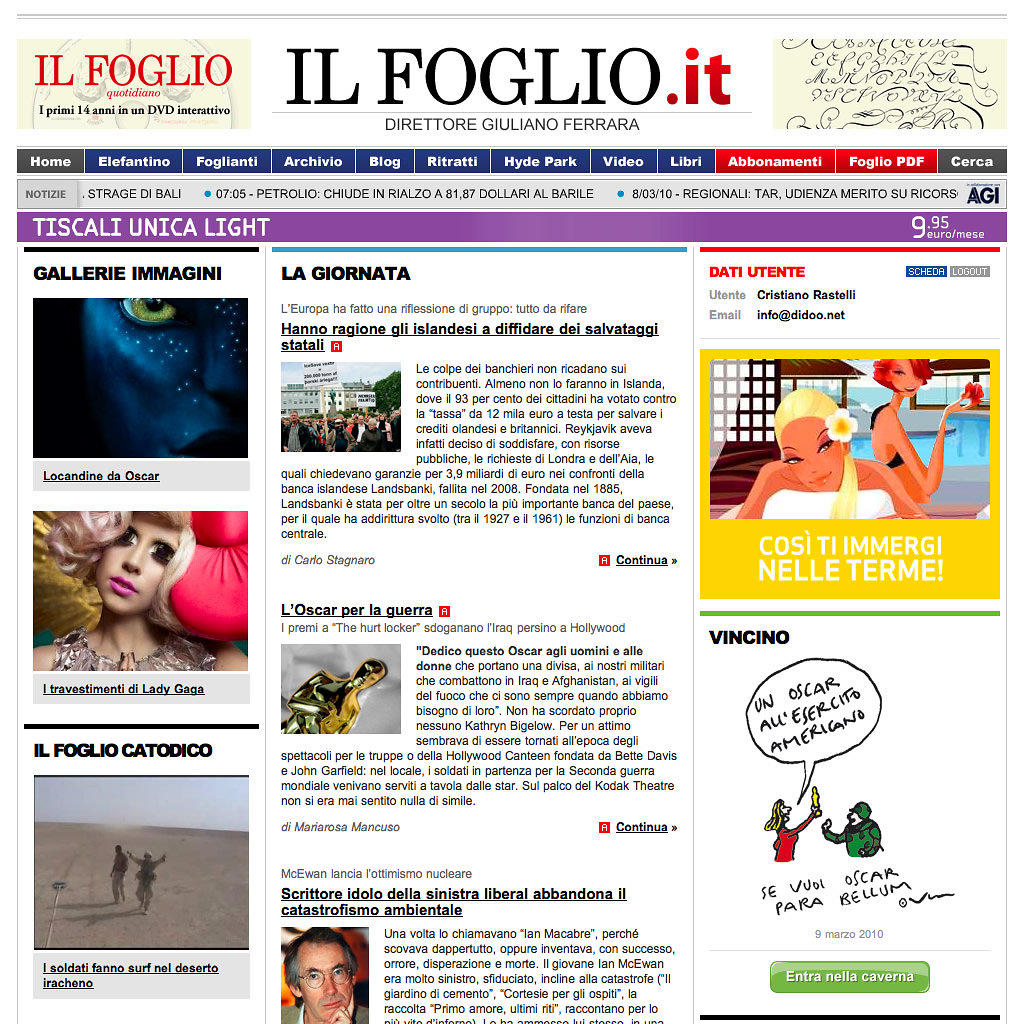 IL FOGLIO
quotidiano
I primi 14 anni in un DVD interattivo
IL FOGLIO.it
DIRETTORE GIULIANO FERRARA
Home Elefantino Foglianti Archivio Blog Ritratti Hyde Park Video Libri Abbonamenti Foglio PDF Cerca
NOTIZIE . STRAGE DI BALI • 07:05 - PETROLIO: CHIUDE IN RIALZO A 81,87 DOLLARI AL BARILE • 8/03/10 - REGIONALI: TAR, UDIENZA MERITO SU RICORS AGI
TISCALI UNICA LIGHT 9.95 euro/mese
GALLERIE IMMAGINI
Locandine da Oscar
I travestimenti di Lady Gaga
IL FOGLIO CATODICO
I soldati fanno surf nel deserto
iracheno
LA GIORNATA
L'Europa ha fatto una riflessione di gruppo: tutto da rifare
Hanno ragione gli islandesi a diffidare dei salvataggi
statali A
Le colpe dei banchieri non ricadano sui
contribuenti. Almeno non lo faranno in Islanda,
dove il 93 per cento dei cittadini ha votato contro
la “tassa” da 12 mila euro a testa per salvare i
crediti olandesi e britannici. Reykjavik aveva
infatti deciso di soddisfare, con risorse
pubbliche, le richieste di Londra e dell’Aia, le
quali chiedevano garanzie per 3,9 miliardi di euro nei confronti della
banca islandese Landsbanki, fallita nel 2008. Fondata nel 1885,
Landsbanki è stata per oltre un secolo la più importante banca del paese,
per il quale ha addirittura svolto (tra il 1927 e il 1961) le funzioni di banca
centrale.
di Carlo Stagnaro A Continua »
L’Oscar per la guerra A
I premi a “The hurt locker” sdoganano l’Iraq persino a Hollywood
"Dedico questo Oscar agli uomini e alle
donne che portano una divisa, ai nostri militari
che combattono in Iraq e Afghanistan, ai vigili
del fuoco che ci sono sempre quando abbiamo
bisogno di loro”. Non ha scordato proprio
nessuno Kathryn Bigelow. Per un attimo
sembrava di essere tornati all’epoca degli
spettacoli per le truppe o della Hollywood Canteen fondata da Bette Davis
e John Garfield: nel locale, i soldati in partenza per la Seconda guerra
mondiale venivano serviti a tavola dalle star. Sul palco del Kodak Theatre
non si era mai sentito nulla di simile.
di Mariarosa Mancuso A Continua »
McEwan lancia l’ottimismo nucleare
Scrittore idolo della sinistra liberal abbandona il
catastrofismo ambientale
Una volta lo chiamavano “Ian Macabre”, perché
scovava dappertutto, oppure inventava, con successo,
orrore, disperazione e morte. Il giovane Ian McEwan
era molto sinistro, sfiduciato, incline alla catastrofe (“Il
giardino di cemento”, “Cortesie per gli ospiti”, la
raccolta “Primo amore, ultimi riti”, raccontano per lo
più vite d’inferno). Lo ha ammesso lui stesso, in una
DATI UTENTE SCHEDA LOGOUT
Utente Cristiano Rastelli
Email info@didoo.net
COSÌ TI IMMERGI
NELLE TERME!
VINCINO
UN OSCAR
ALL'ESERCITO
AMERICANO
SE VUOI OSCAR
PARA BELLUM
9 marzo 2010
Entra nella caverna